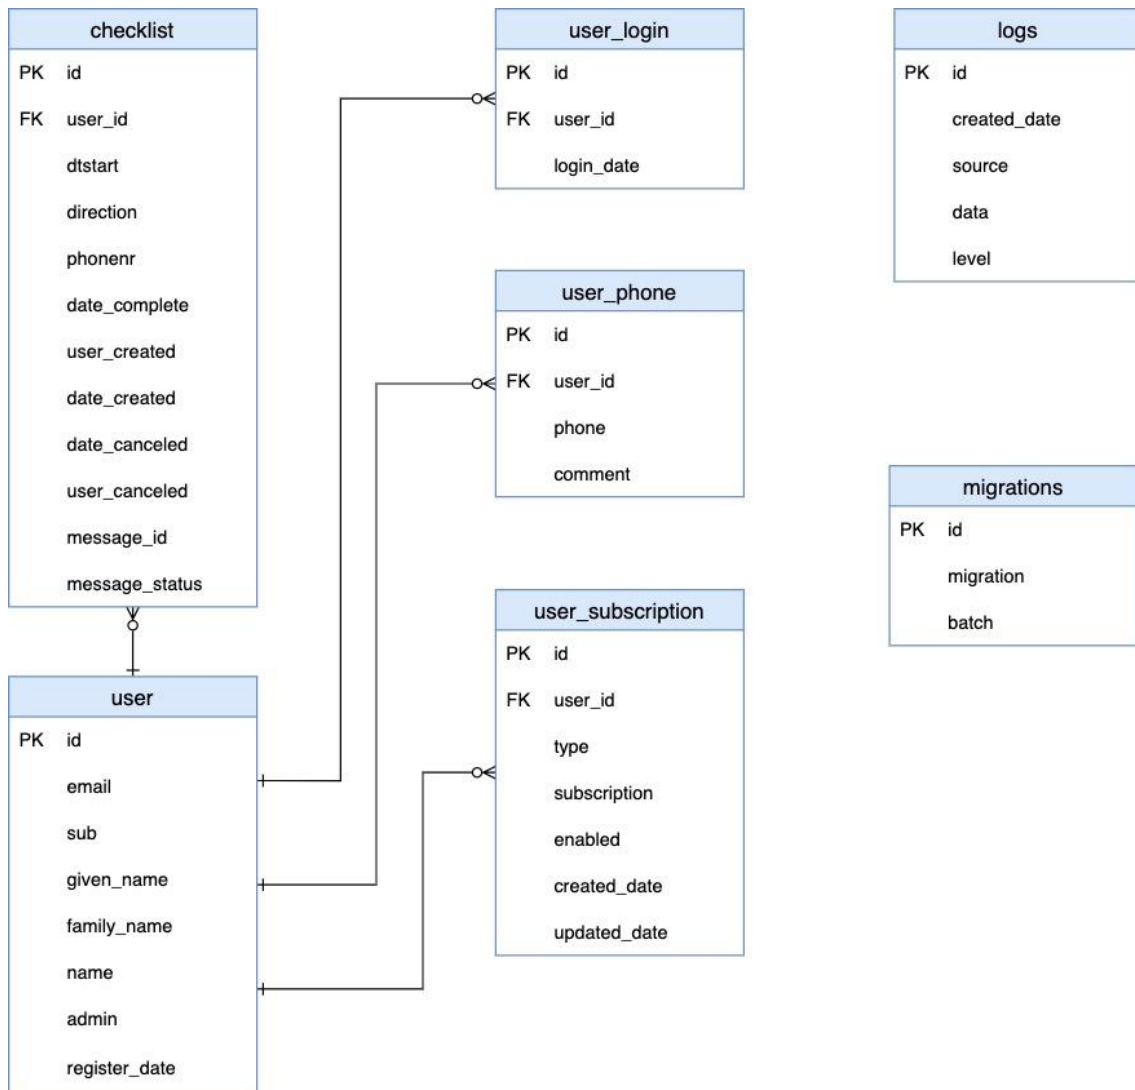 checklist
PK id
FK user_id
dtstart
direction
phonenr
date_complete
user_created
date_created
date_canceled
user_canceled
message_id
message_status
user
PK id
email
sub
given_name
family_name
name
admin
register_date
user_login
PK id
FK user_id
login_date
user_phone
PK id
FK user_id
phone
comment
user_subscription
PK id
FK user_id
type
subscription
enabled
created_date
updated_date
logs
PK id
created_date
source
data
level
migrations
PK id
migration
batch